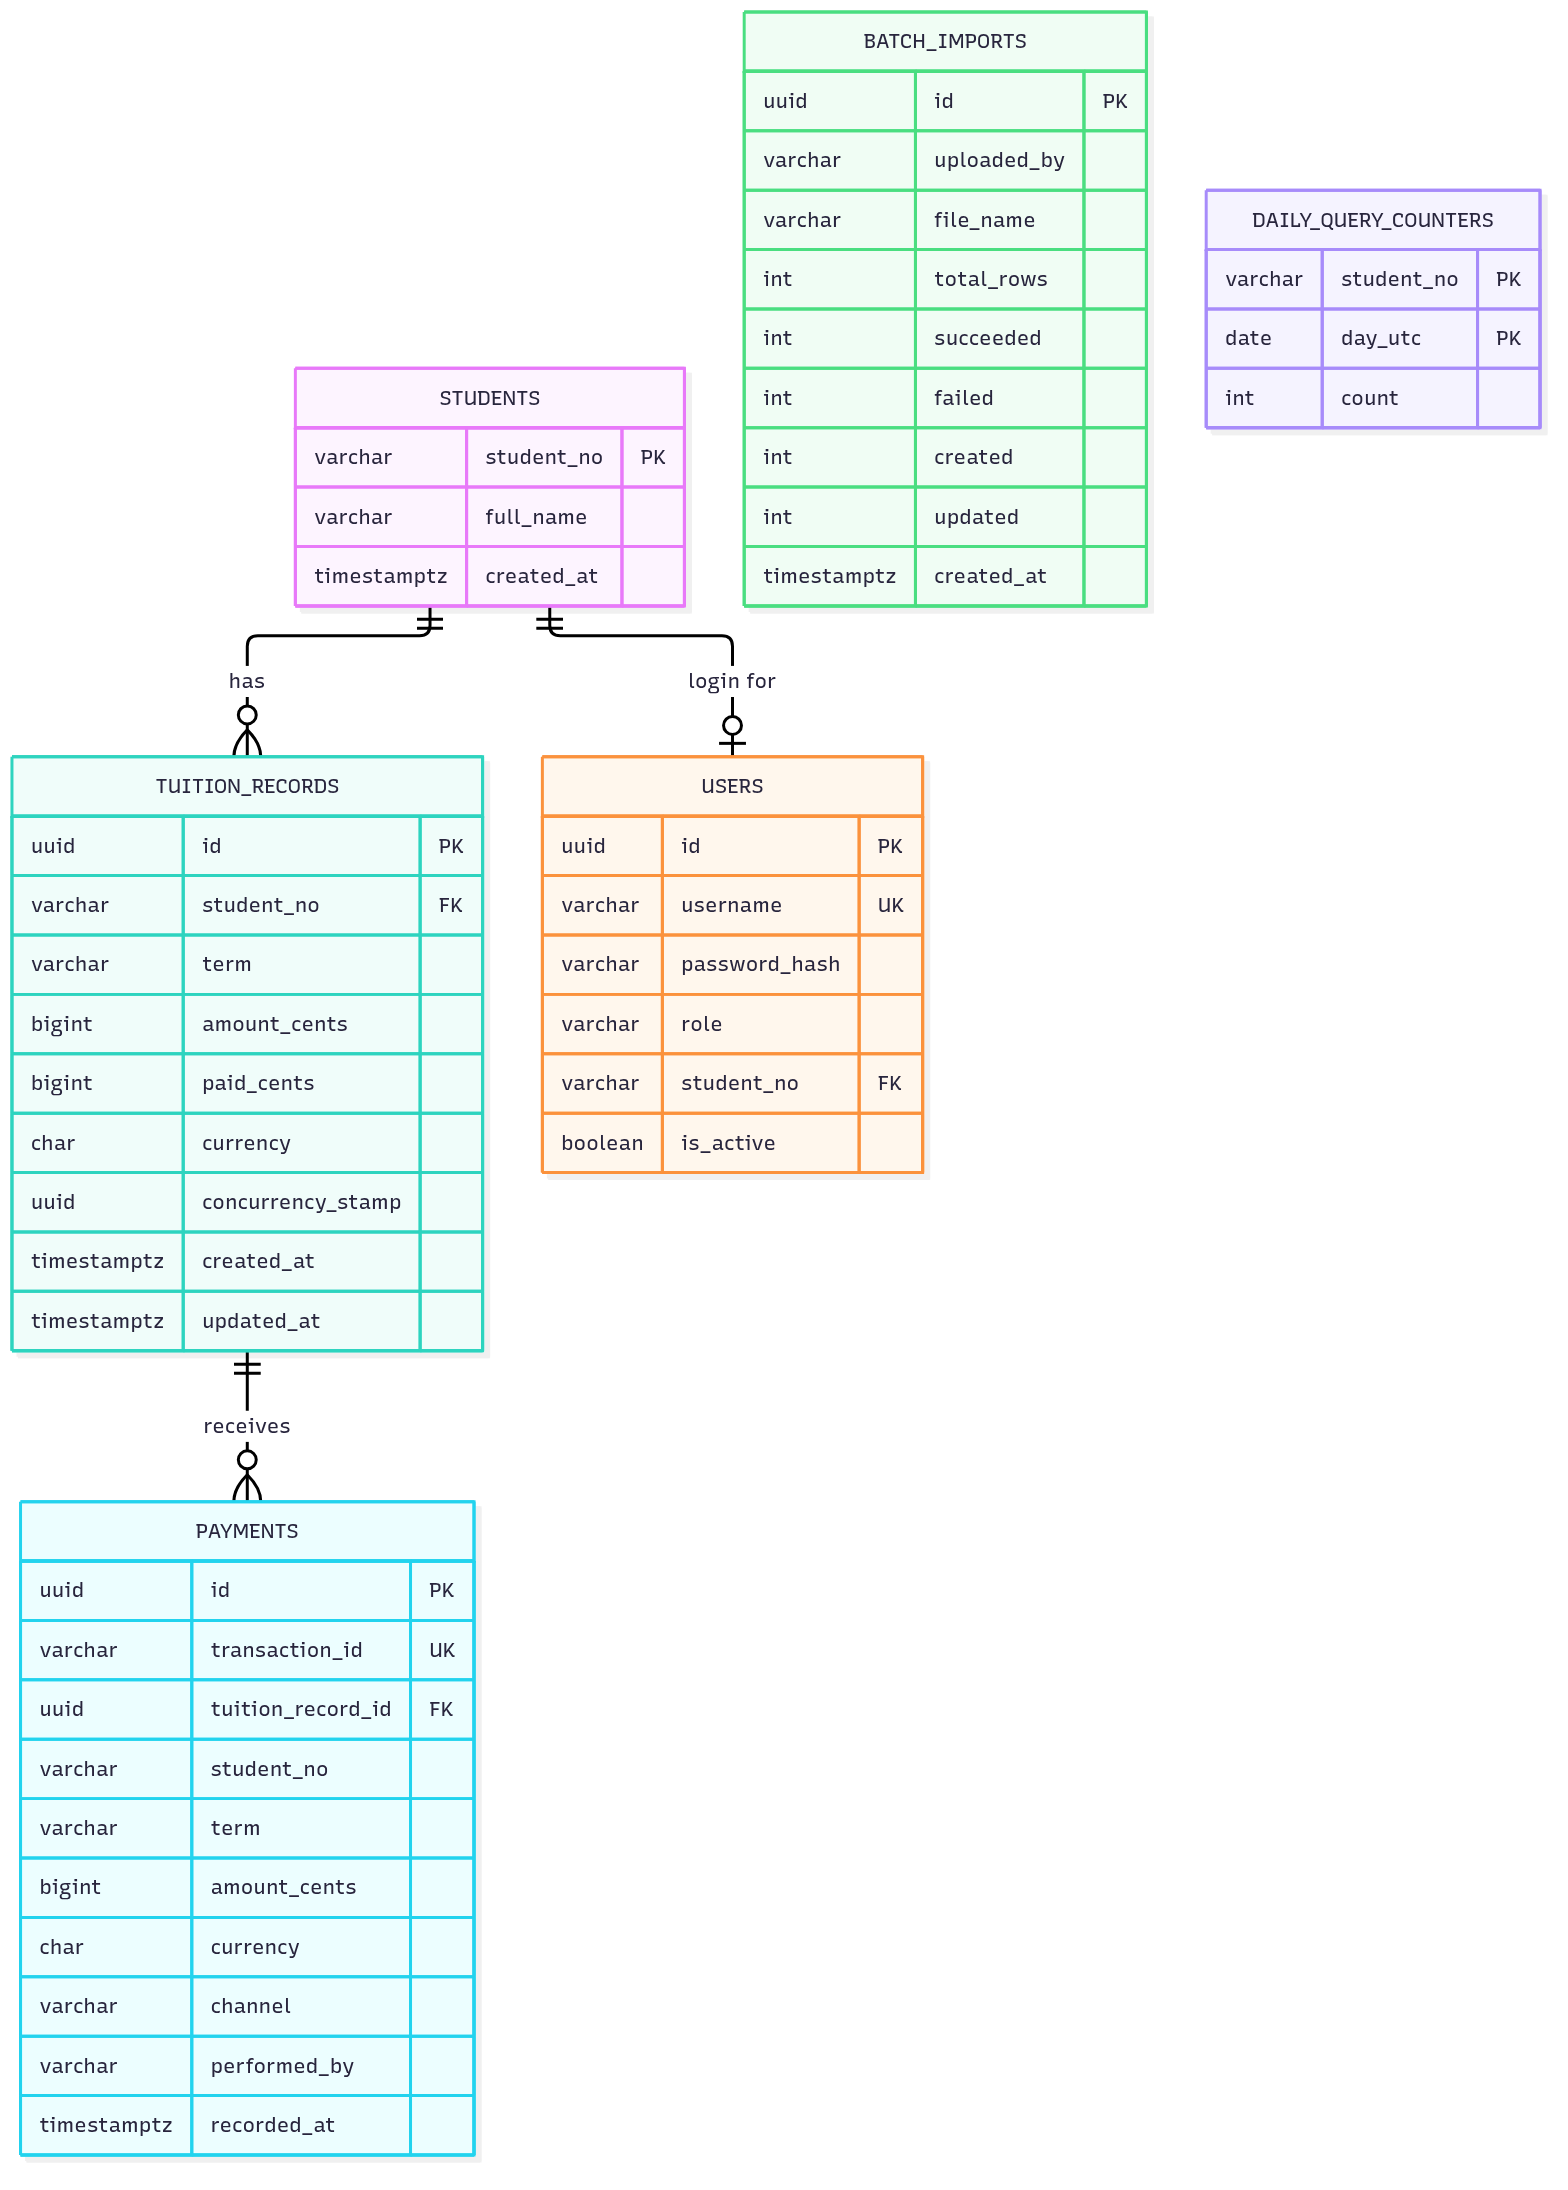 BATCH_IMPORTS
uuid id PK
varchar uploaded_by
varchar file_name
int total_rows
int succeeded
int failed
int created
int updated
timestamptz created_at
DAILY_QUERY_COUNTERS
varchar student_no PK
date day_utc PK
int count
STUDENTS
varchar student_no PK
varchar full_name
timestamptz created_at
has
login for
TUITION_RECORDS
uuid id PK
varchar student_no FK
varchar term
bigint amount_cents
bigint paid_cents
char currency
uuid concurrency_stamp
timestamptz created_at
timestamptz updated_at
USERS
uuid id PK
varchar username UK
varchar password_hash
varchar role
varchar student_no FK
boolean is_active
receives
PAYMENTS
uuid id PK
varchar transaction_id UK
uuid tuition_record_id FK
varchar student_no
varchar term
bigint amount_cents
char currency
varchar channel
varchar performed_by
timestamptz recorded_at